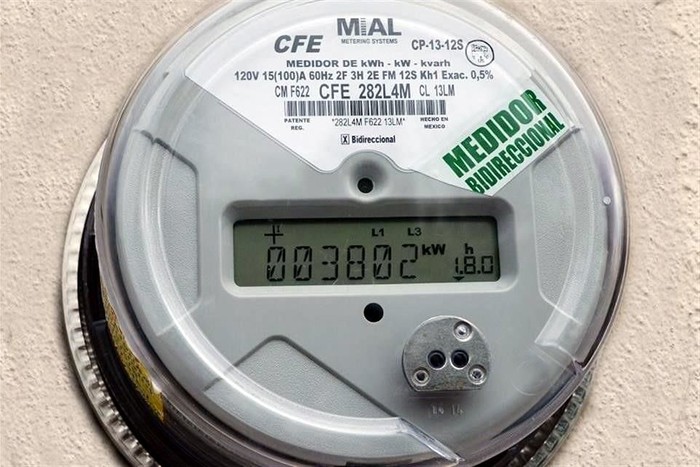 MIAL
METERING SYSTEMS
CFE
CP-13-12S
MEDIDOR DE kWh - kW - kvarh
120V 15(100)A 60Hz 2F 3H 2E FM 12S Kh1 Exac. 0,5%
CM F622 CFE 282L4M CL 13LM
PATENTE REG.
*282L4M F622 13LM*
HECHO EN MEXICO
X Bidireccional
MEDIDOR
BIDIRECCIONAL
L1 L3
003802 kW h 1.8.0